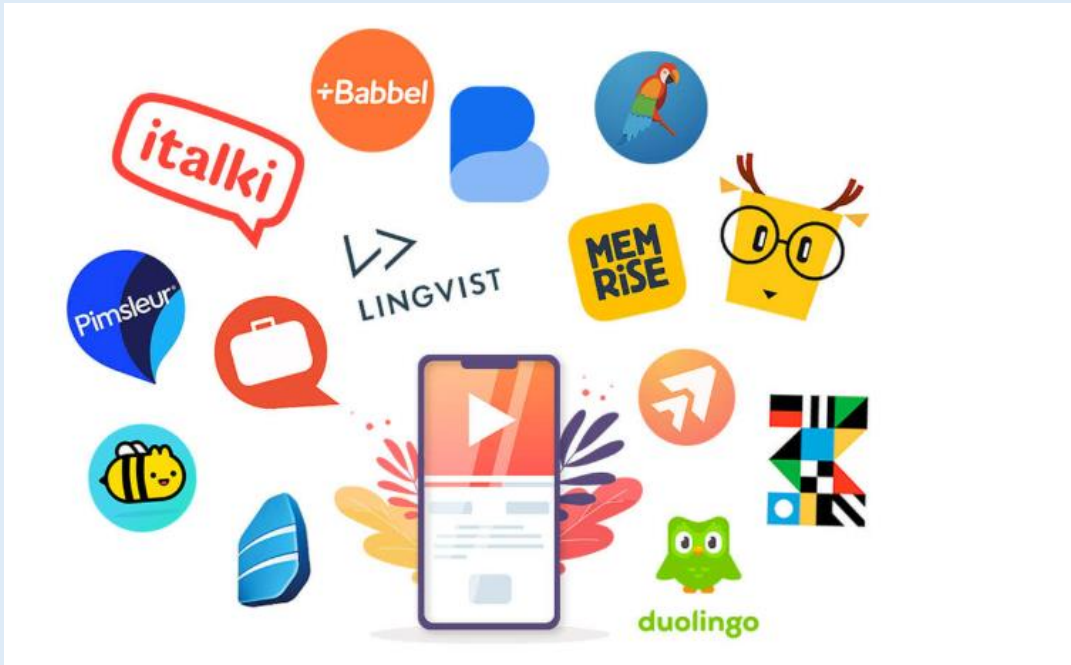 +Babbel
italki
MEM
RiSE
LINGVIST
Pimsleur®
duolingo